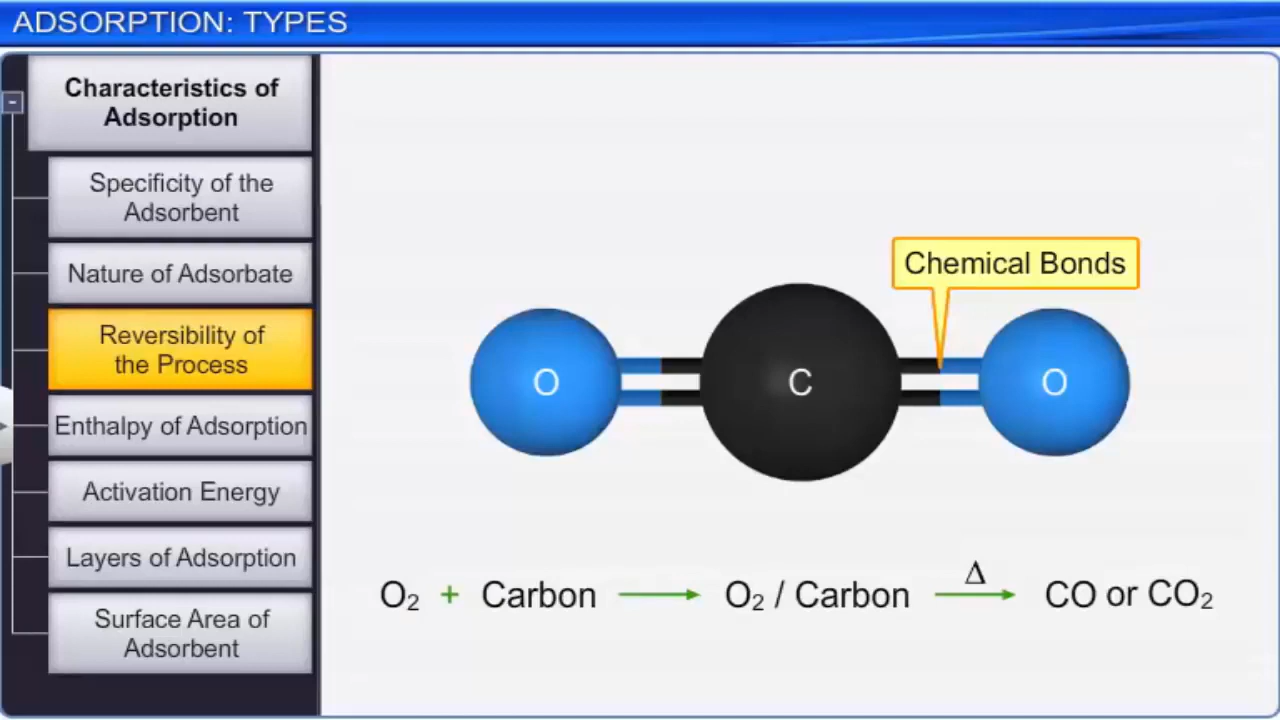 ADSORPTION: TYPES
-
Characteristics of
Adsorption
Specificity of the
Adsorbent
Nature of Adsorbate
Reversibility of
the Process
Enthalpy of Adsorption
Activation Energy
Layers of Adsorption
Surface Area of
Adsorbent
Chemical Bonds
O C O
Δ
O₂ + Carbon ⟶ O₂ / Carbon ⟶ CO or CO₂